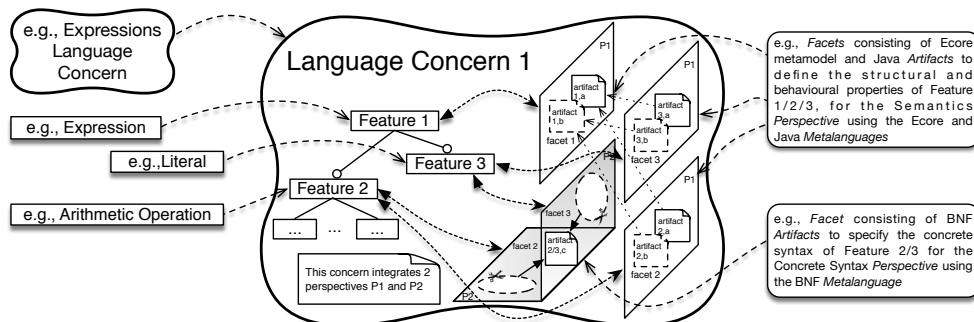 e.g., Expressions
Language
Concern
e.g., Expression
e.g.,Literal
e.g., Arithmetic Operation
Language Concern 1
Feature 1
Feature 3
Feature 2
...
...
...
This concern integrates 2
perspectives P1 and P2
P1
artifact
1,a
artifact
1,b
facet 1
P1
artifact
3,a
artifact
3,b
facet 3
P2
facet 3
facet 2
artifact
2/3,c
P2
P1
artifact
2,a
artifact
2,b
facet 2
e.g., Facets consisting of Ecore
metamodel and Java Artifacts to
define the structural and
behavioural properties of Feature
1/2/3, for the Semantics
Perspective using the Ecore and
Java Metalanguages
e.g., Facet consisting of BNF
Artifacts to specify the concrete
syntax of Feature 2/3 for the
Concrete Syntax Perspective using
the BNF Metalanguage